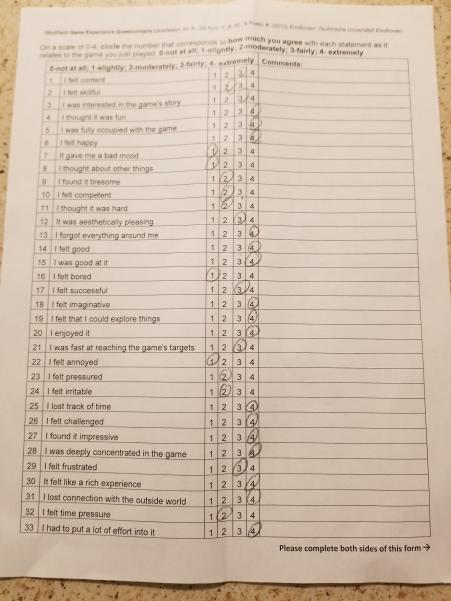 (Modified) Game Experience Questionnaire
On a scale of 0-4, circle the number that corresponds to how much you agree with each statement as it
relates to the game you just played. 0-not at all; 1-slightly; 2-moderately; 3-fairly; 4- extremely
0-not at all; 1-slightly; 2-moderately; 3-fairly; 4- extremely Comments:
1 I felt content 1 2 3 4
2 I felt skillful 1 2 3 4
3 I was interested in the game's story 1 2 3 4
4 I thought it was fun 1 2 3 4
5 I was fully occupied with the game 1 2 3 4
6 I felt happy 1 2 3 4
7 It gave me a bad mood 1 2 3 4
8 I thought about other things 1 2 3 4
9 I found it tiresome 1 2 3 4
10 I felt competent 1 2 3 4
11 I thought it was hard 1 2 3 4
12 It was aesthetically pleasing 1 2 3 4
13 I forgot everything around me 1 2 3 4
14 I felt good 1 2 3 4
15 I was good at it 1 2 3 4
16 I felt bored 1 2 3 4
17 I felt successful 1 2 3 4
18 I felt imaginative 1 2 3 4
19 I felt that I could explore things 1 2 3 4
20 I enjoyed it 1 2 3 4
21 I was fast at reaching the game's targets 1 2 3 4
22 I felt annoyed 1 2 3 4
23 I felt pressured 1 2 3 4
24 I felt irritable 1 2 3 4
25 I lost track of time 1 2 3 4
26 I felt challenged 1 2 3 4
27 I found it impressive 1 2 3 4
28 I was deeply concentrated in the game 1 2 3 4
29 I felt frustrated 1 2 3 4
30 It felt like a rich experience 1 2 3 4
31 I lost connection with the outside world 1 2 3 4
32 I felt time pressure 1 2 3 4
33 I had to put a lot of effort into it 1 2 3 4
Please complete both sides of this form →